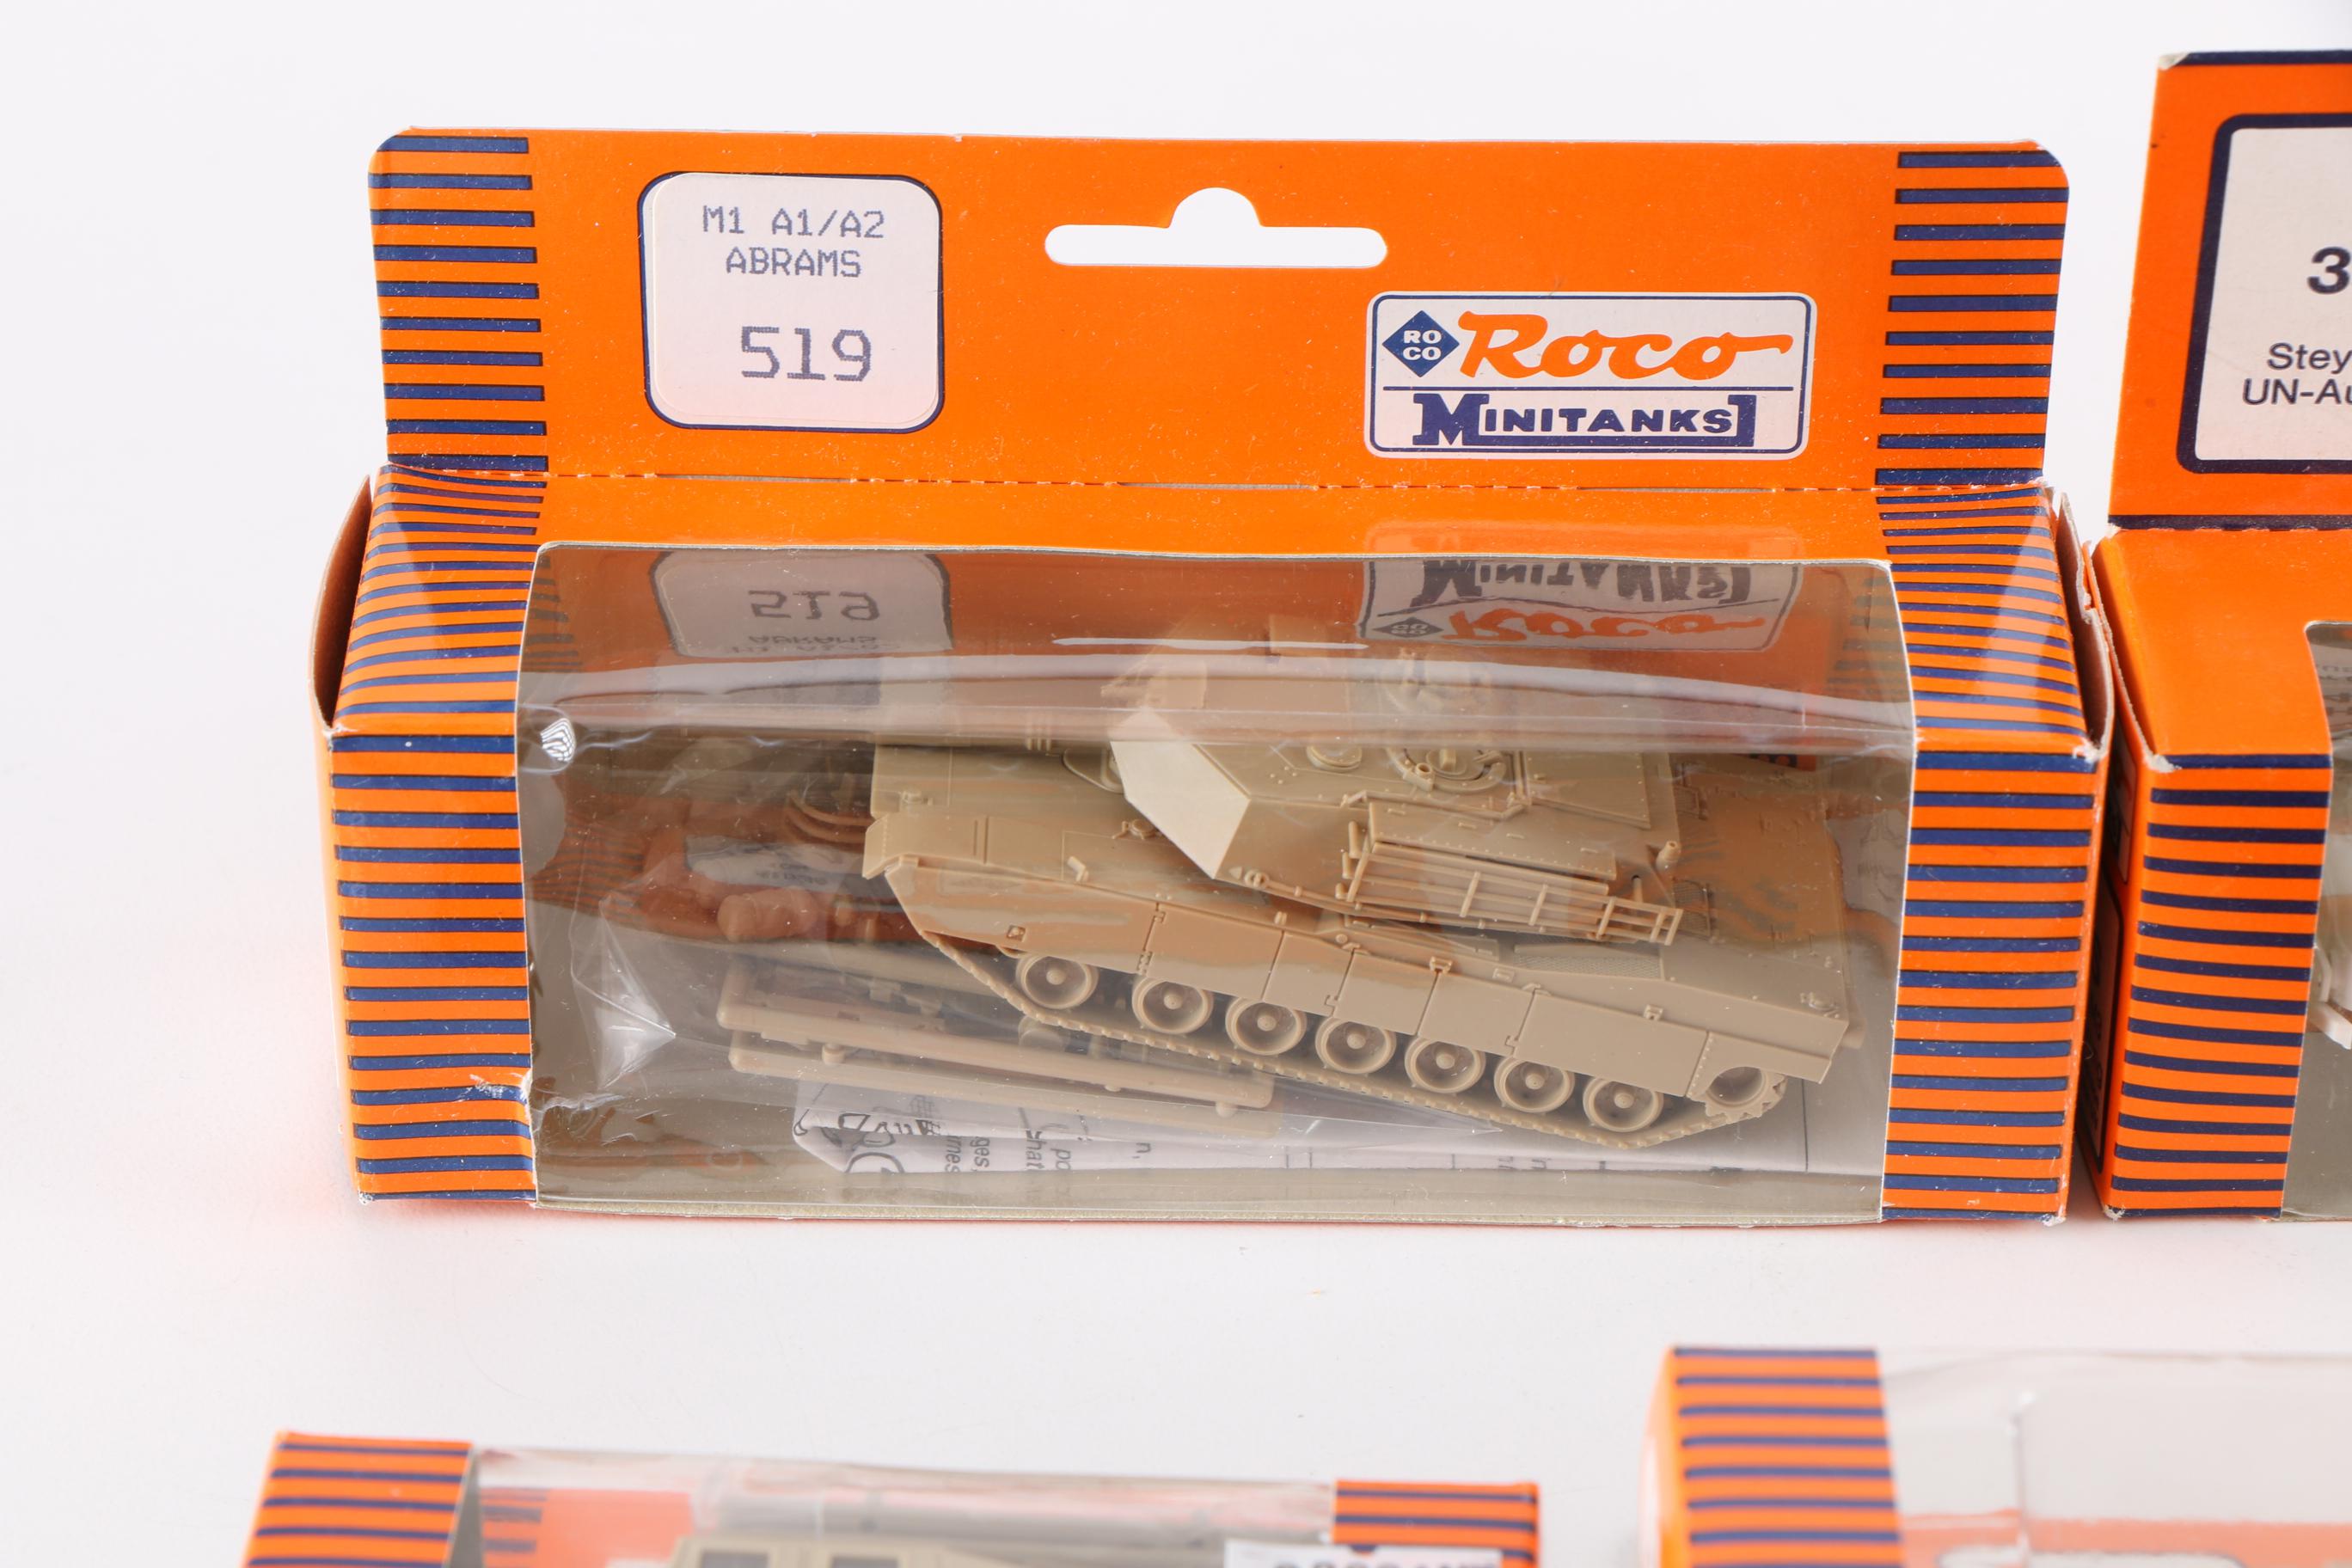 M1 A1/A2
ABRAMS
519
RO
CO
Roco
MINITANKS
3
Stey
UN-Au